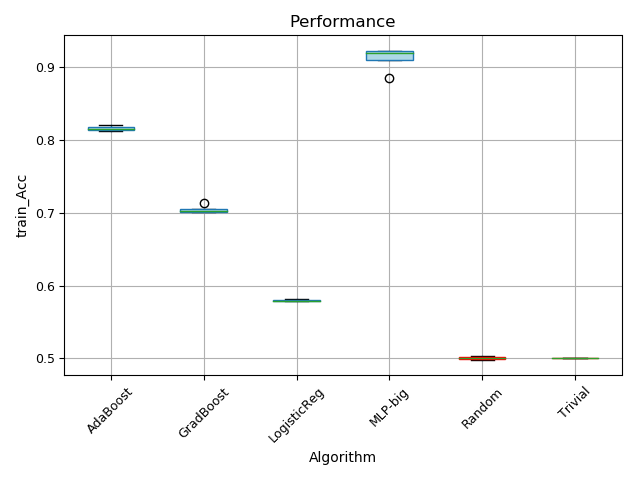 Performance
train_Acc
0.9
0.8
0.7
0.6
0.5
AdaBoost
GradBoost
LogisticReg
MLP-big
Random
Trivial
Algorithm